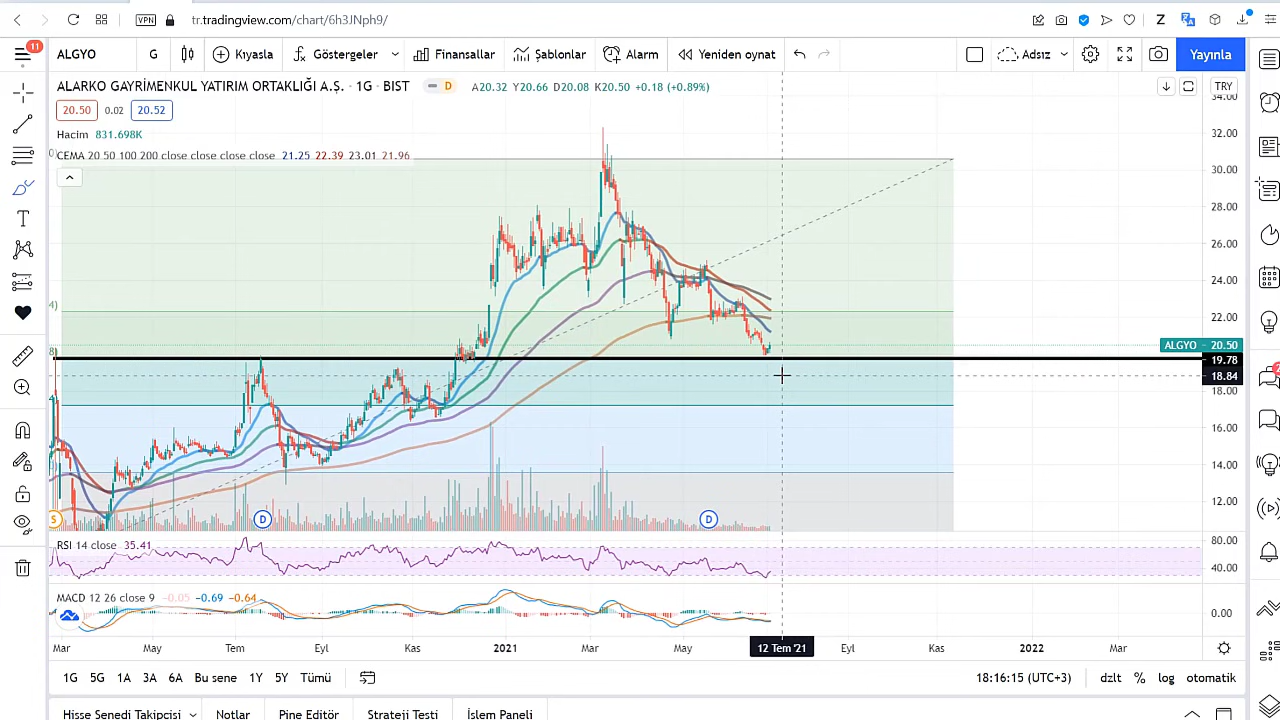 VPN tr.tradingview.com/chart/6h3JNph9/
11 ALGYO G Kıyasla Göstergeler Finansallar Şablonlar Alarm Yeniden oynat Adsız Yayınla
ALARKO GAYRİMENKUL YATIRIM ORTAKLIĞI A.Ş. · 1G · BIST D A20.32 Y20.66 D20.08 K20.50 +0.18 (+0.89%) TRY
20.50 0.02 20.52
Hacim 831.698K
CEMA 20 50 100 200 close close close close 21.25 22.39 23.01 21.96
34.00
32.00
30.00
28.00
26.00
24.00
22.00
ALGYO 20.50
19.78
18.84
18.00
16.00
14.00
12.00
S D D
RSI 14 close 35.41
80.00
40.00
MACD 12 26 close 9 -0.05 -0.69 -0.64
0.00
Mar May Tem Eyl Kas 2021 Mar May 12 Tem '21 Eyl Kas 2022 Mar
1G 5G 1A 3A 6A Bu sene 1Y 5Y Tümü 18:16:15 (UTC+3) dzlt % log otomatik
Hisse Senedi Takipçisi Notlar Pine Editör Strateji Testi İşlem Paneli